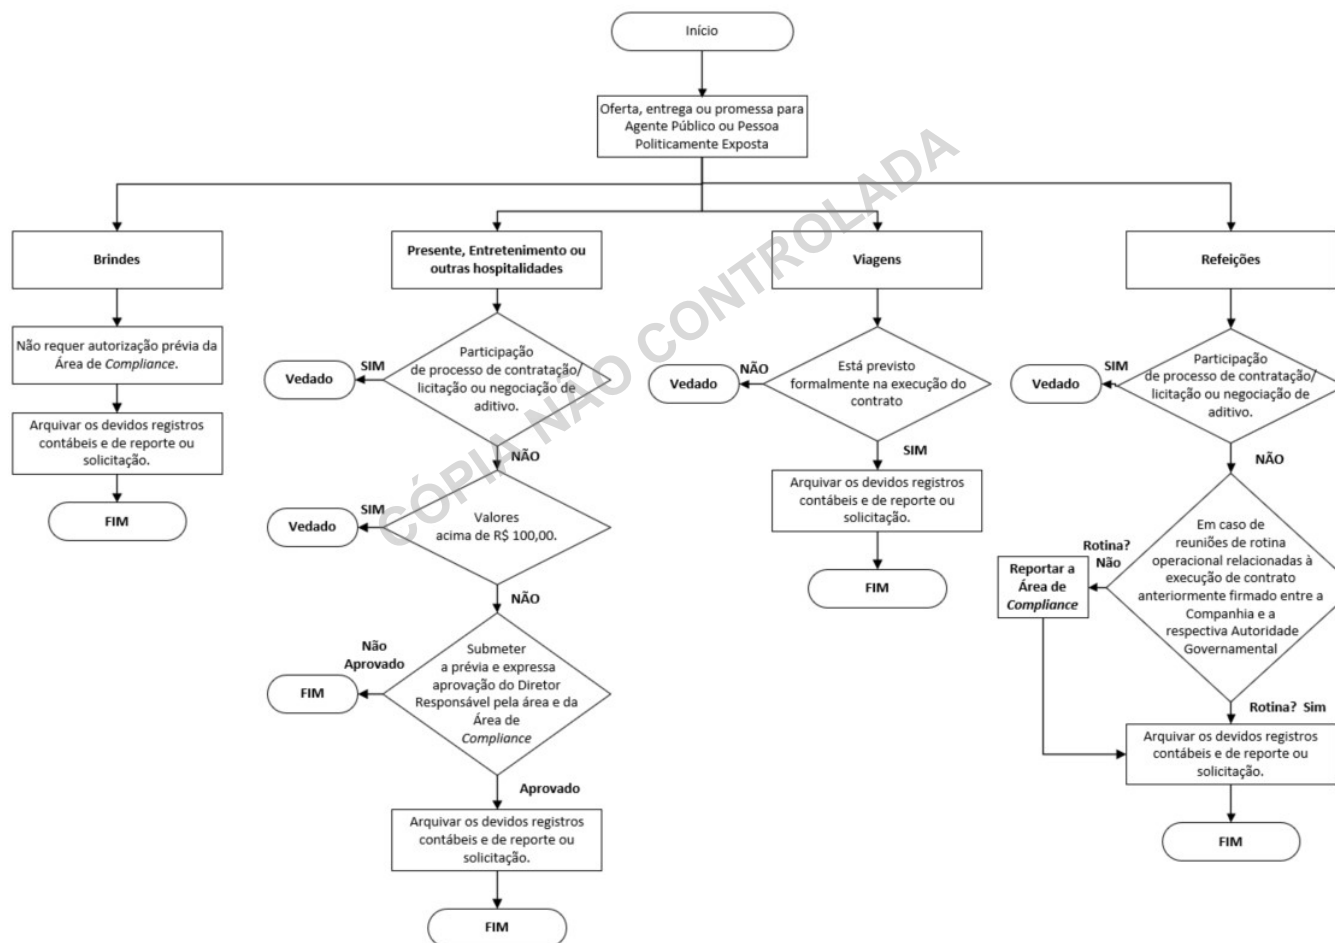 Início
Oferta, entrega ou promessa para
Agente Público ou Pessoa
Politicamente Exposta
Brindes
Não requer autorização prévia da
Área de Compliance.
Arquivar os devidos registros
contábeis e de reporte ou
solicitação.
FIM
Presente, Entretenimento ou
outras hospitalidades
Participação
de processo de contratação/
licitação ou negociação de
aditivo.
SIM
Vedado
NÃO
Valores
acima de R$ 100,00.
SIM
Vedado
NÃO
Submeter
a prévia e expressa
aprovação do Diretor
Responsável pela área e da
Área de
Compliance
Não
Aprovado
FIM
Aprovado
Arquivar os devidos registros
contábeis e de reporte ou
solicitação.
FIM
Viagens
Está previsto
formalmente na execução do
contrato
NÃO
Vedado
SIM
Arquivar os devidos registros
contábeis e de reporte ou
solicitação.
FIM
Refeições
Participação
de processo de contratação/
licitação ou negociação de
aditivo.
SIM
Vedado
NÃO
Em caso de
reuniões de rotina
operacional relacionadas à
execução de contrato
anteriormente firmado entre a
Companhia e a
respectiva Autoridade
Governamental
Rotina?
Não
Reportar a
Área de
Compliance
Rotina? Sim
Arquivar os devidos registros
contábeis e de reporte ou
solicitação.
FIM
CÓPIA NÃO CONTROLADA